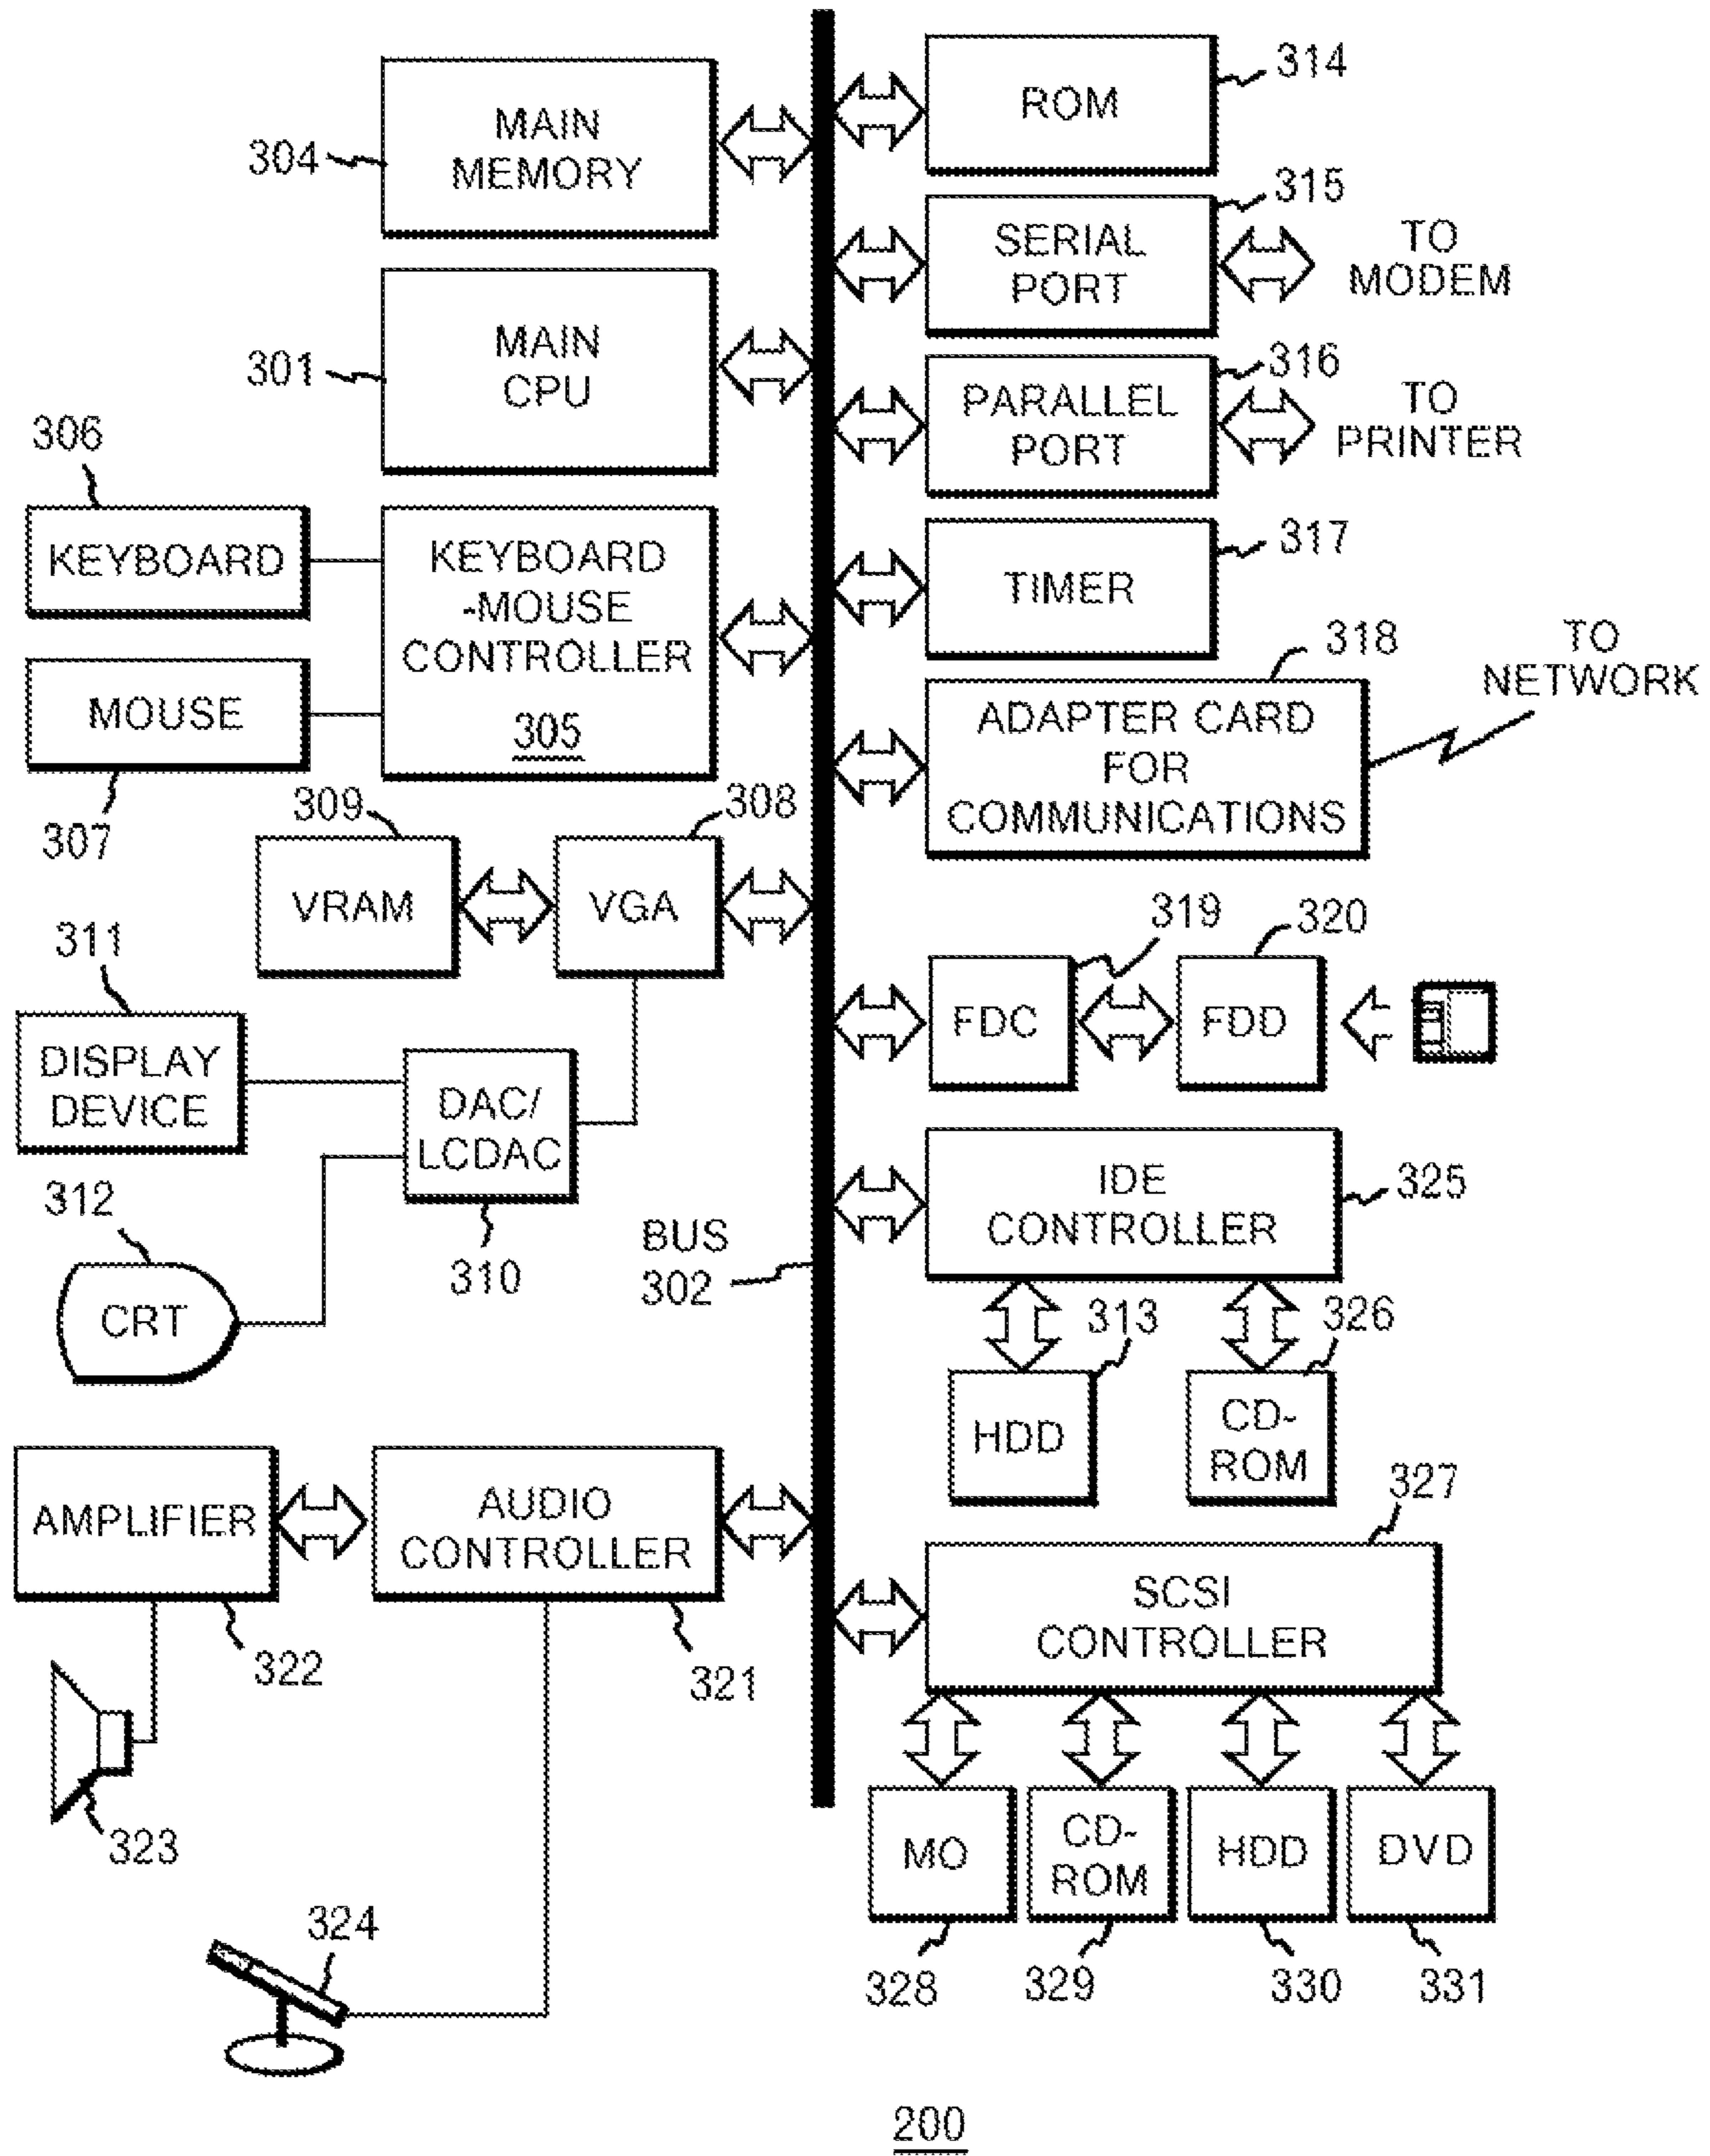 MAIN
MEMORY
304
MAIN
CPU
301
306
KEYBOARD
MOUSE
307
KEYBOARD
-MOUSE
CONTROLLER
305
309
308
VRAM
VGA
311
DISPLAY
DEVICE
DAC/
LCDAC
310
312
CRT
BUS
302
AMPLIFIER
322
AUDIO
CONTROLLER
321
323
324
ROM
314
315
SERIAL
PORT
TO
MODEM
316
PARALLEL
PORT
TO
PRINTER
TIMER
317
318
ADAPTER CARD
FOR
COMMUNICATIONS
TO
NETWORK
319
320
FDC
FDD
IDE
CONTROLLER
325
313
326
HDD
CD-
ROM
327
SCSI
CONTROLLER
MO
CD-
ROM
HDD
DVD
328
329
330
331
200